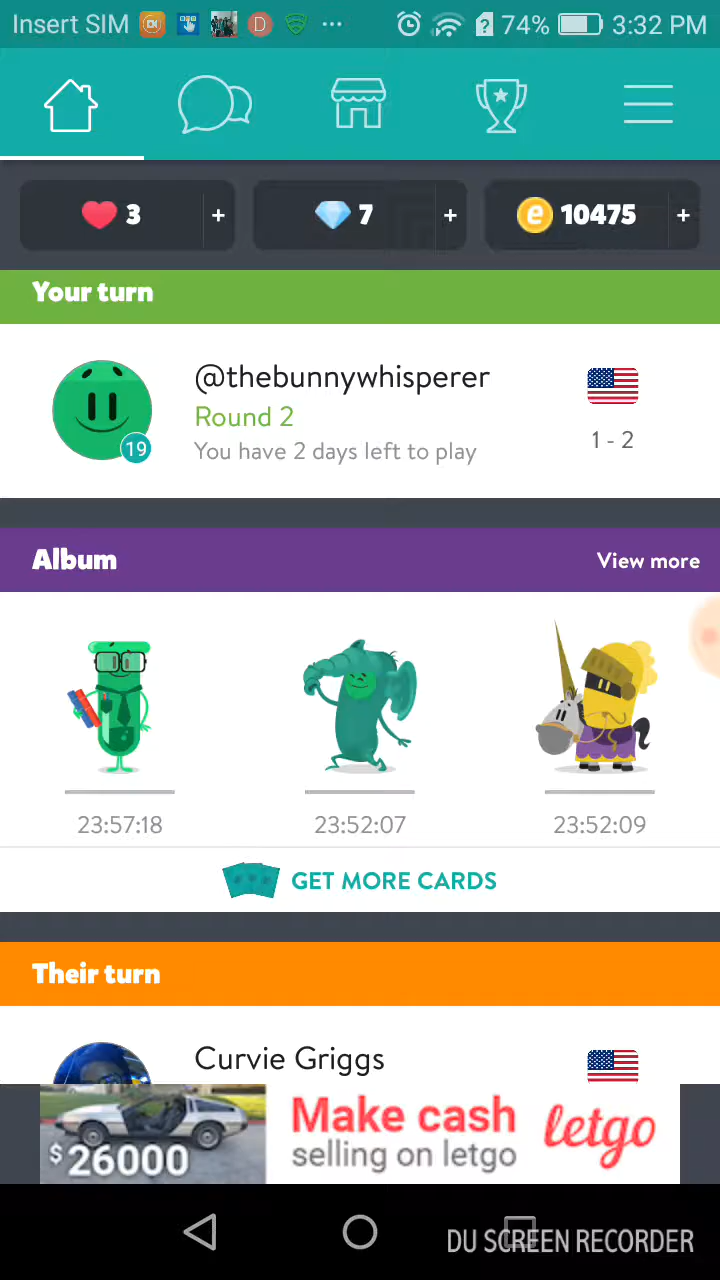 Insert SIM D ... ? 74% 3:32 PM
3 + 7 + e 10475 +
Your turn
@thebunnywhisperer
Round 2
You have 2 days left to play
1 - 2
19
Album View more
23:57:18 23:52:07 23:52:09
GET MORE CARDS
Their turn
Curvie Griggs
$26000
Make cash
selling on letgo
letgo
DU SCREEN RECORDER